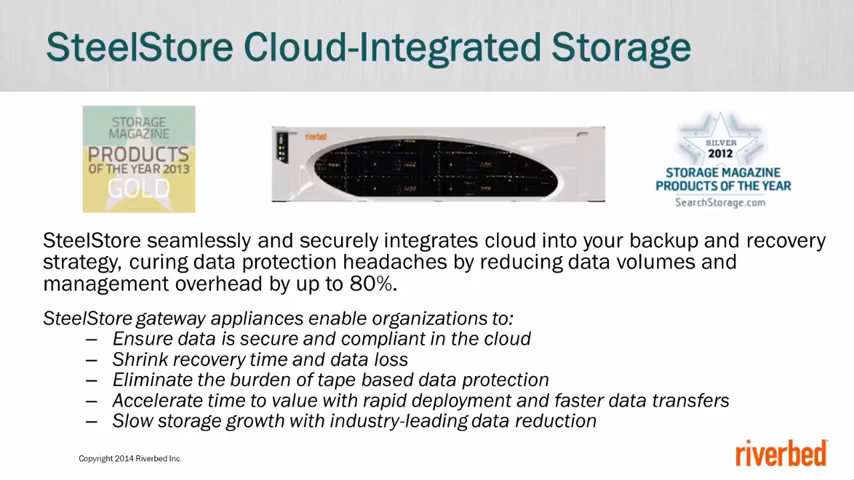 SteelStore Cloud-Integrated Storage
STORAGE
MAGAZINE
PRODUCTS
OF THE YEAR 2013
GOLD
riverbed
SILVER
2012
STORAGE MAGAZINE
PRODUCTS OF THE YEAR
SearchStorage.com
SteelStore seamlessly and securely integrates cloud into your backup and recovery
strategy, curing data protection headaches by reducing data volumes and
management overhead by up to 80%.
SteelStore gateway appliances enable organizations to:
– Ensure data is secure and compliant in the cloud
– Shrink recovery time and data loss
– Eliminate the burden of tape based data protection
– Accelerate time to value with rapid deployment and faster data transfers
– Slow storage growth with industry-leading data reduction
Copyright 2014 Riverbed Inc.
riverbed